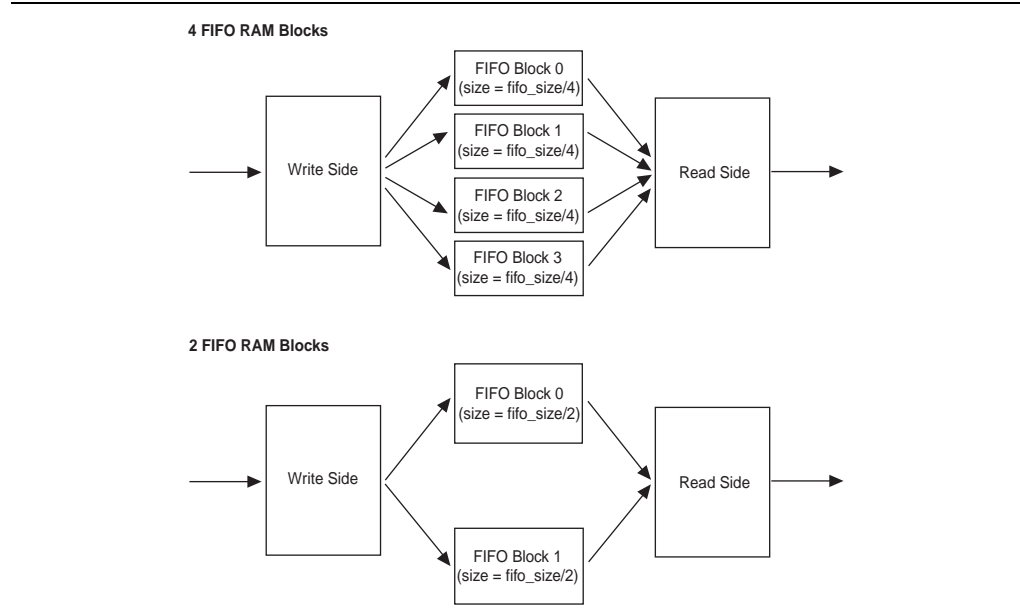 4 FIFO RAM Blocks
FIFO Block 0
(size = fifo_size/4)
FIFO Block 1
(size = fifo_size/4)
Write Side
Read Side
FIFO Block 2
(size = fifo_size/4)
FIFO Block 3
(size = fifo_size/4)
2 FIFO RAM Blocks
FIFO Block 0
(size = fifo_size/2)
Write Side
Read Side
FIFO Block 1
(size = fifo_size/2)